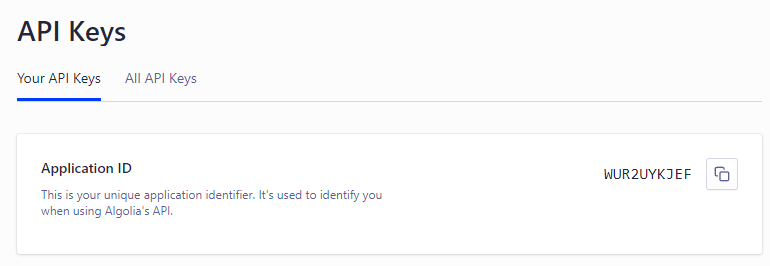 API Keys
Your API Keys All API Keys
Application ID
WUR2UYKJEF
This is your unique application identifier. It's used to identify you
when using Algolia's API.